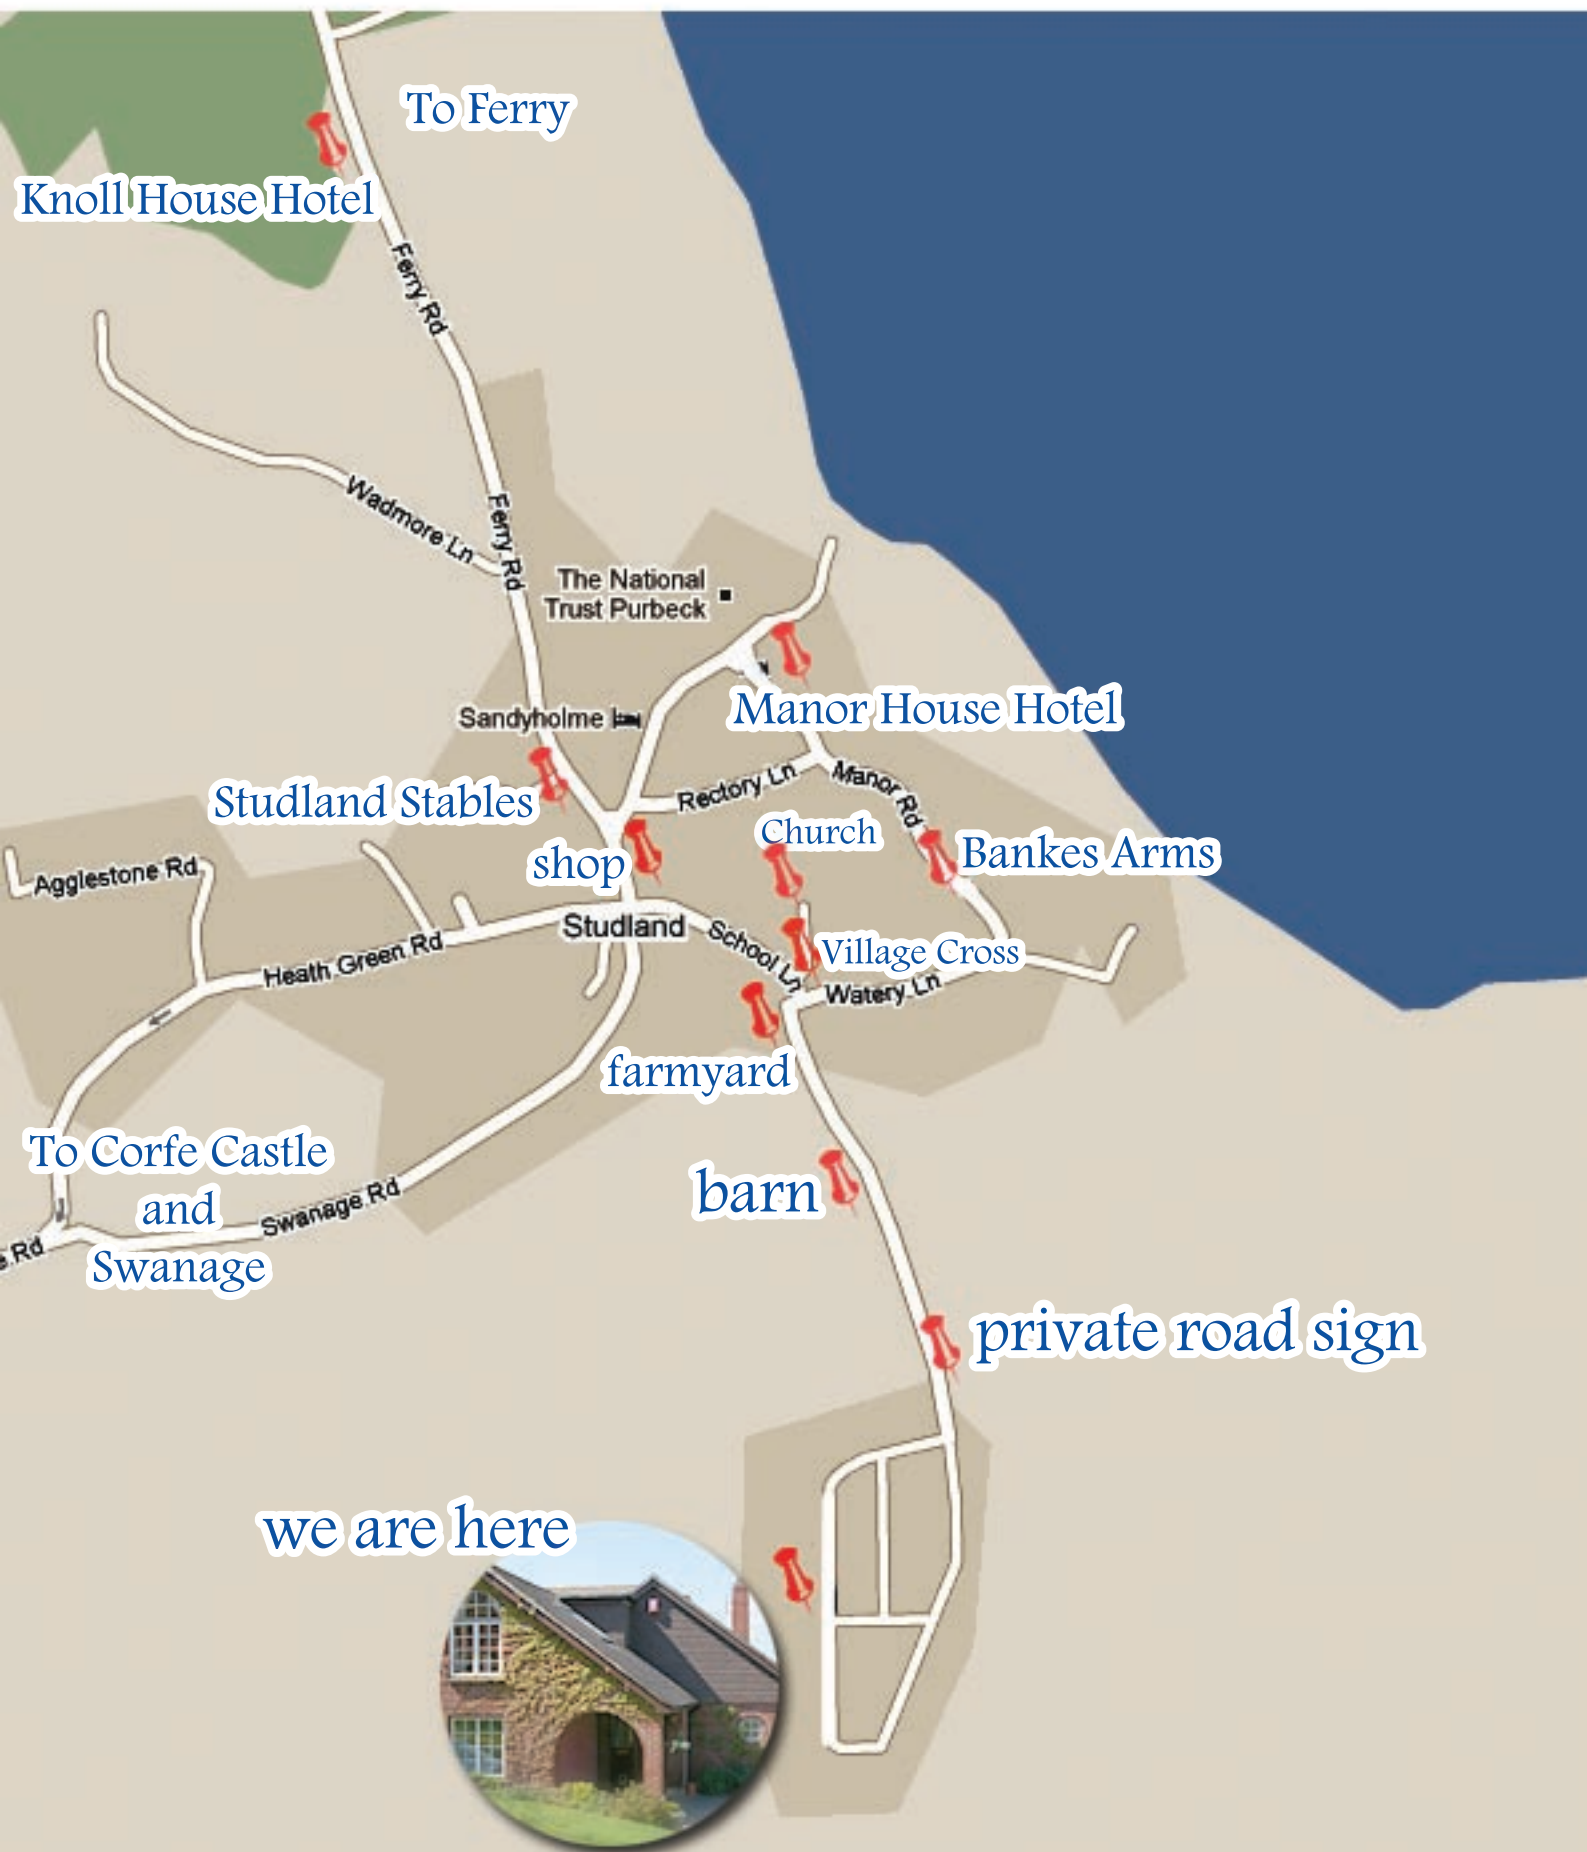 To Ferry
Knoll House Hotel
Ferry Rd
Wadmore Ln
Ferry Rd
The National
Trust Purbeck
Manor House Hotel
Sandyholme
Studland Stables
Rectory Ln
Manor Rd
Church
shop
Bankes Arms
Agglestone Rd
Studland
School Ln
Village Cross
Heath Green Rd
Watery Ln
farmyard
To Corfe Castle
and
Swanage
Swanage Rd
Rd
barn
private road sign
we are here